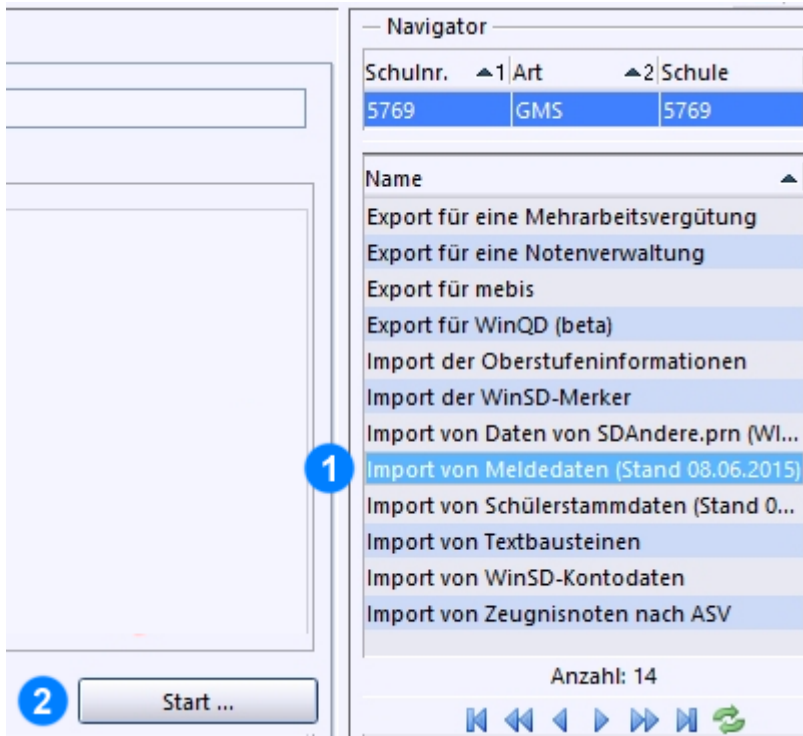 Navigator
Schulnr. 1 Art 2 Schule
5769 GMS 5769
Name
Export für eine Mehrarbeitsvergütung
Export für eine Notenverwaltung
Export für mebis
Export für WinQD (beta)
Import der Oberstufeninformationen
Import der WinSD-Merker
Import von Daten von SDAndere.prn (WI...
1 Import von Meldedaten (Stand 08.06.2015)
Import von Schülerstammdaten (Stand 0...
Import von Textbausteinen
Import von WinSD-Kontodaten
Import von Zeugnisnoten nach ASV
Anzahl: 14
2 Start ...